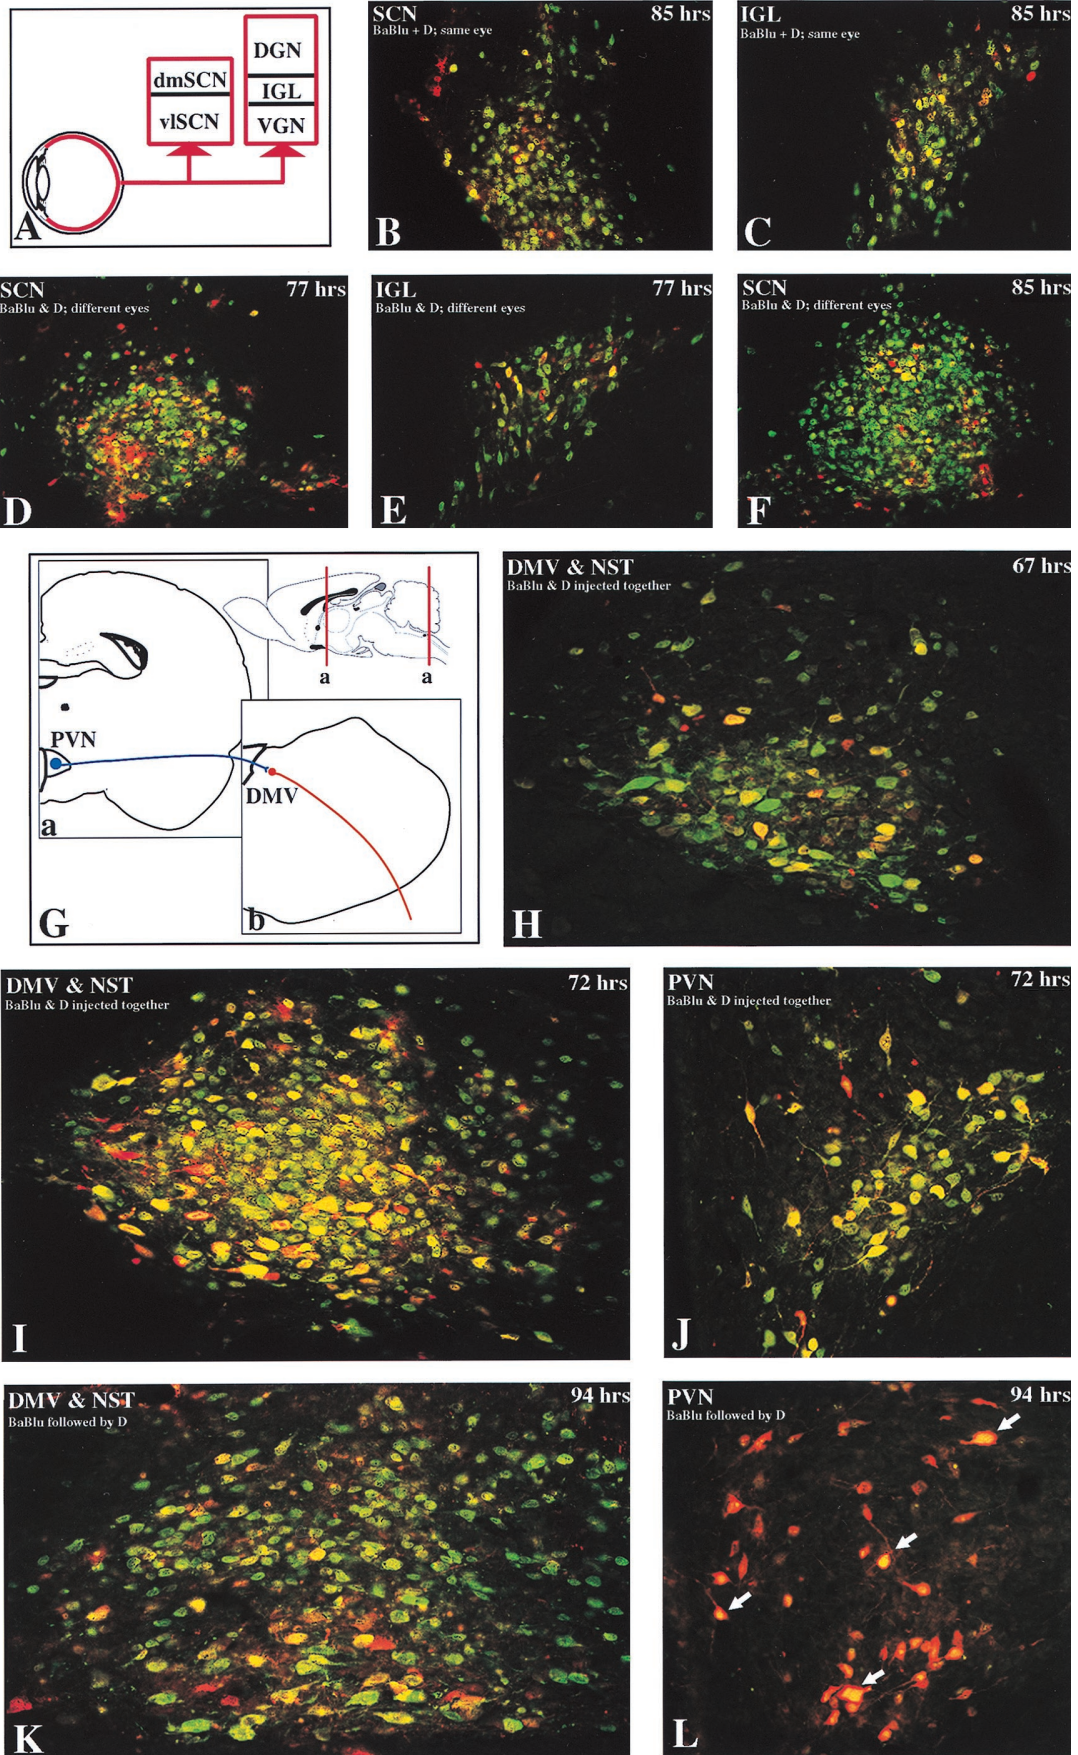 DGN
dmSCN
IGL
vlSCN
VGN
A
SCN 85 hrs
BaBlu + D; same eye
B
IGL 85 hrs
BaBlu + D; same eye
C
SCN 77 hrs
BaBlu & D; different eyes
D
IGL 77 hrs
BaBlu & D; different eyes
E
SCN 85 hrs
BaBlu & D; different eyes
F
a a
PVN
DMV
a
b
G
DMV & NST 67 hrs
BaBlu & D injected together
H
DMV & NST 72 hrs
BaBlu & D injected together
I
PVN 72 hrs
BaBlu & D injected together
J
DMV & NST 94 hrs
BaBlu followed by D
K
PVN 94 hrs
BaBlu followed by D
L